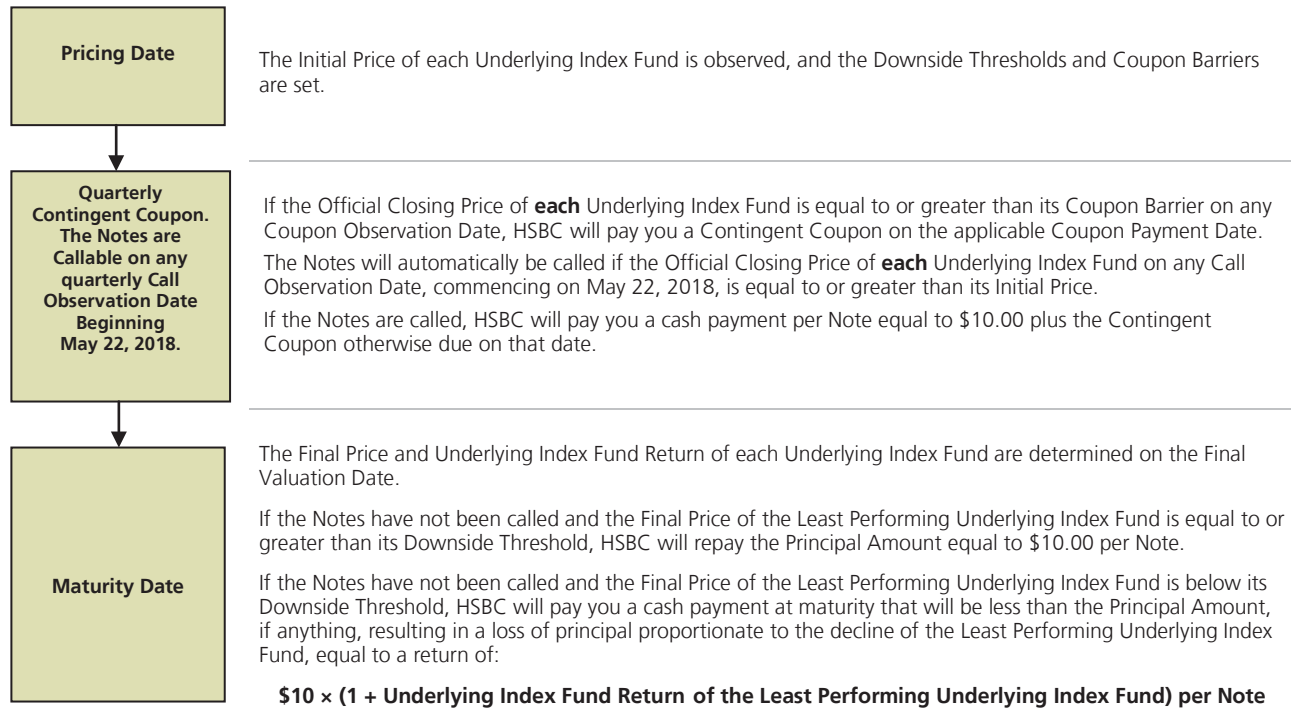 Pricing Date
The Initial Price of each Underlying Index Fund is observed, and the Downside Thresholds and Coupon Barriers
are set.
Quarterly
Contingent Coupon.
The Notes are
Callable on any
quarterly Call
Observation Date
Beginning
May 22, 2018.
If the Official Closing Price of each Underlying Index Fund is equal to or greater than its Coupon Barrier on any
Coupon Observation Date, HSBC will pay you a Contingent Coupon on the applicable Coupon Payment Date.
The Notes will automatically be called if the Official Closing Price of each Underlying Index Fund on any Call
Observation Date, commencing on May 22, 2018, is equal to or greater than its Initial Price.
If the Notes are called, HSBC will pay you a cash payment per Note equal to $10.00 plus the Contingent
Coupon otherwise due on that date.
Maturity Date
The Final Price and Underlying Index Fund Return of each Underlying Index Fund are determined on the Final
Valuation Date.
If the Notes have not been called and the Final Price of the Least Performing Underlying Index Fund is equal to or
greater than its Downside Threshold, HSBC will repay the Principal Amount equal to $10.00 per Note.
If the Notes have not been called and the Final Price of the Least Performing Underlying Index Fund is below its
Downside Threshold, HSBC will pay you a cash payment at maturity that will be less than the Principal Amount,
if anything, resulting in a loss of principal proportionate to the decline of the Least Performing Underlying Index
Fund, equal to a return of:
$10 × (1 + Underlying Index Fund Return of the Least Performing Underlying Index Fund) per Note